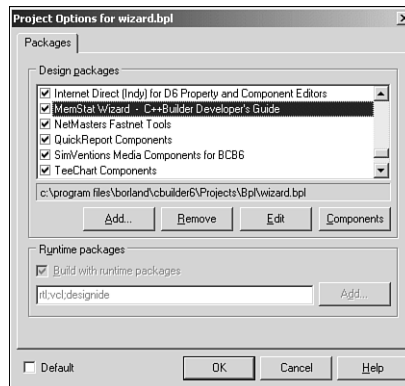 Project Options for wizard.bpl
Packages
Design packages
Internet Direct (Indy) for D6 Property and Component Editors
MemStat Wizard - C++Builder Developer's Guide
NetMasters Fastnet Tools
QuickReport Components
SimVentions Media Components for BCB6
TeeChart Components
c:\program files\borland\cbuilder6\Projects\Bpl\wizard.bpl
Add... Remove Edit Components
Runtime packages
Build with runtime packages
rtl;vcl;designide Add...
Default OK Cancel Help